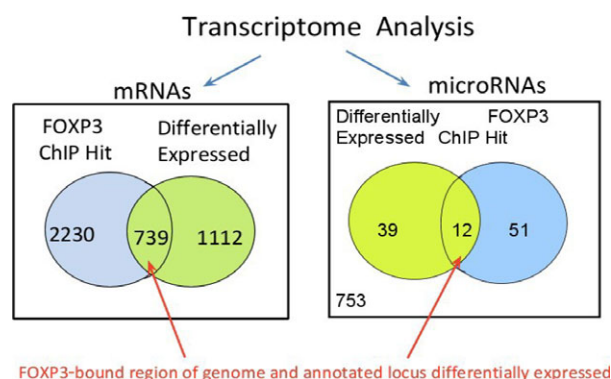 Transcriptome Analysis
mRNAs
FOXP3
ChIP Hit
Differentially
Expressed
2230
739
1112
microRNAs
Differentially
Expressed
FOXP3
ChIP Hit
39
12
51
753
FOXP3-bound region of genome and annotated locus differentially expressed